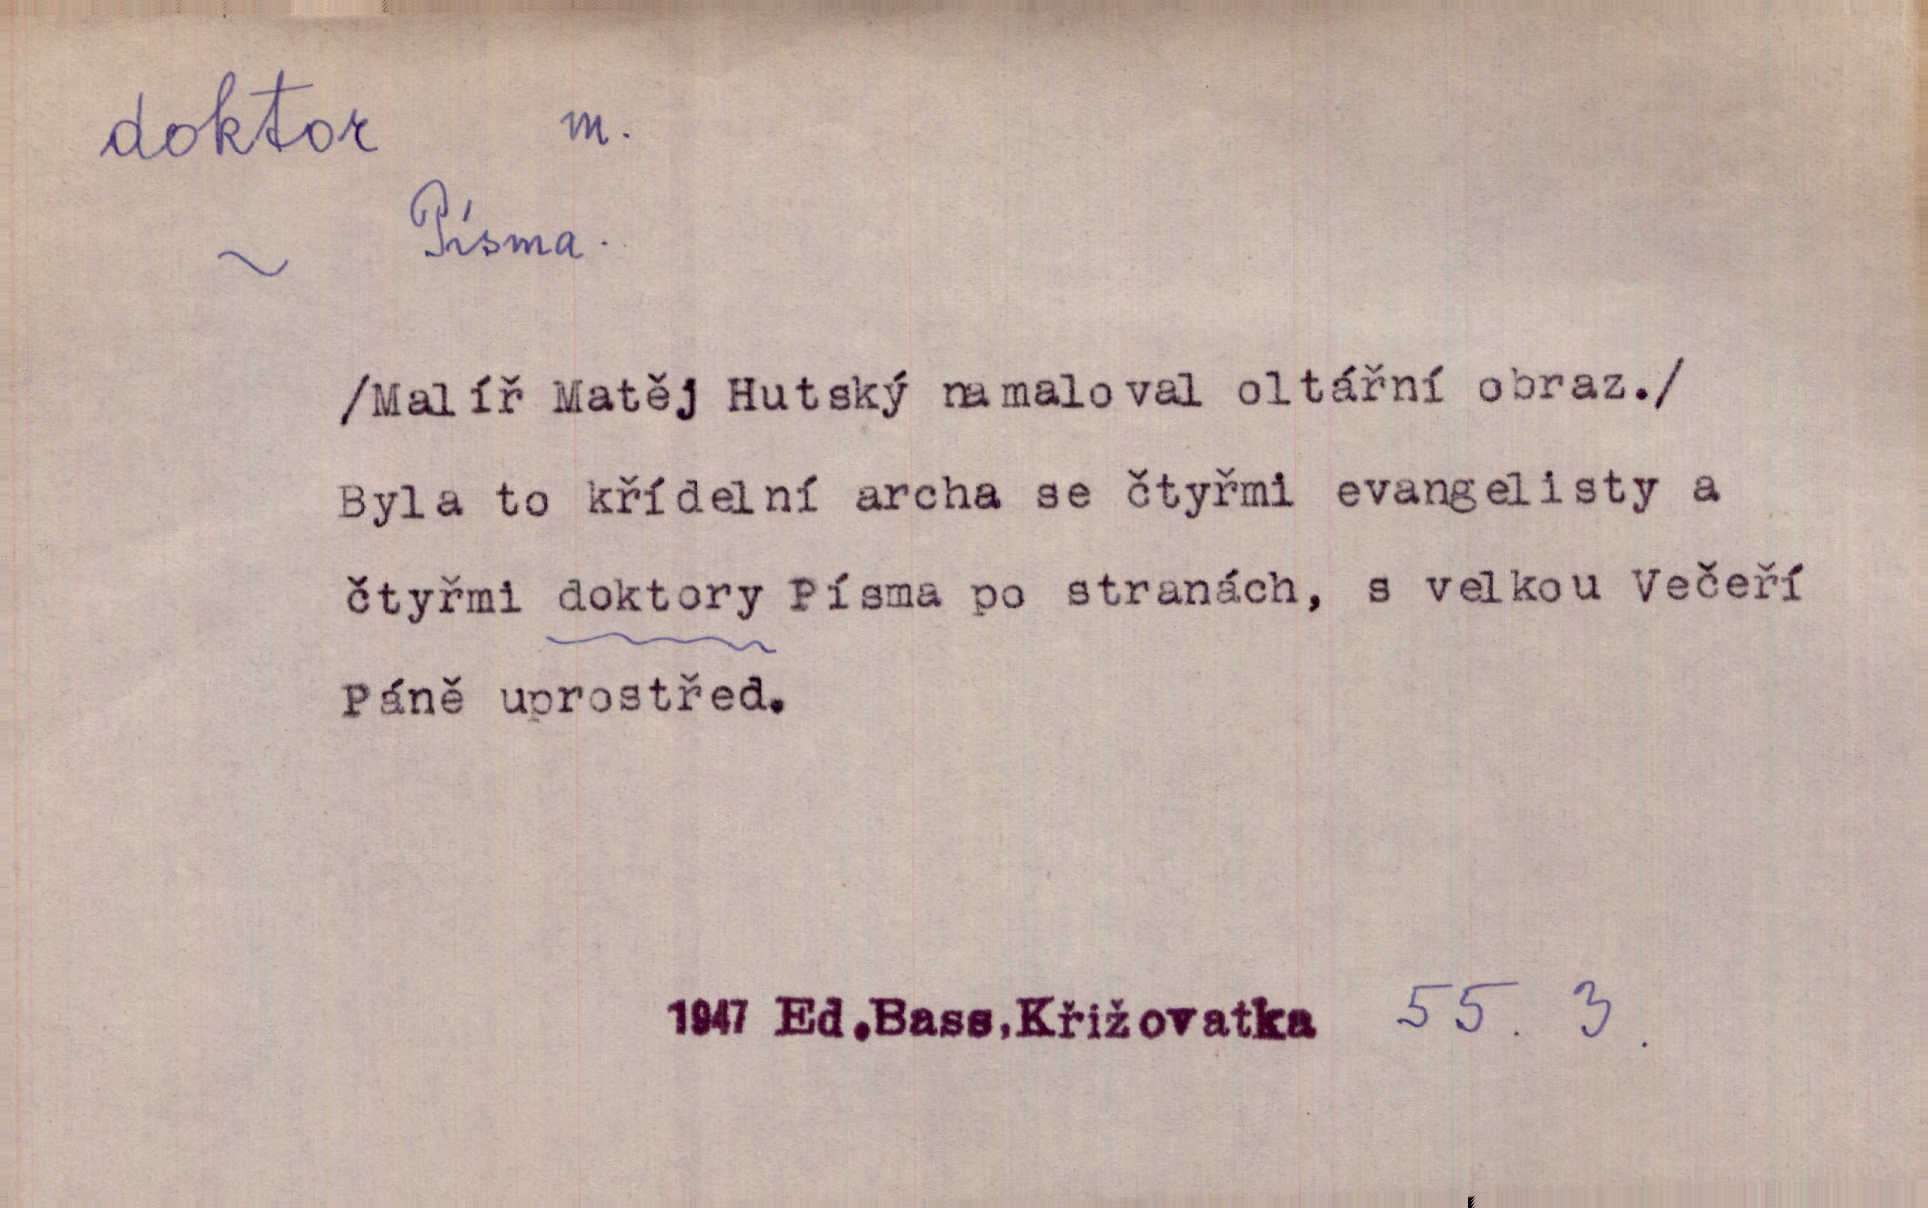 doktor m.
~ Písma.
/Malíř Matěj Hutský namaloval oltářní obraz./
Byla to křídelní archa se čtyřmi evangelisty a
čtyřmi doktory Písma po stranách, s velkou Večeří
Páně uprostřed.
1947 Ed.Bass,Křižovatka 55. 3.